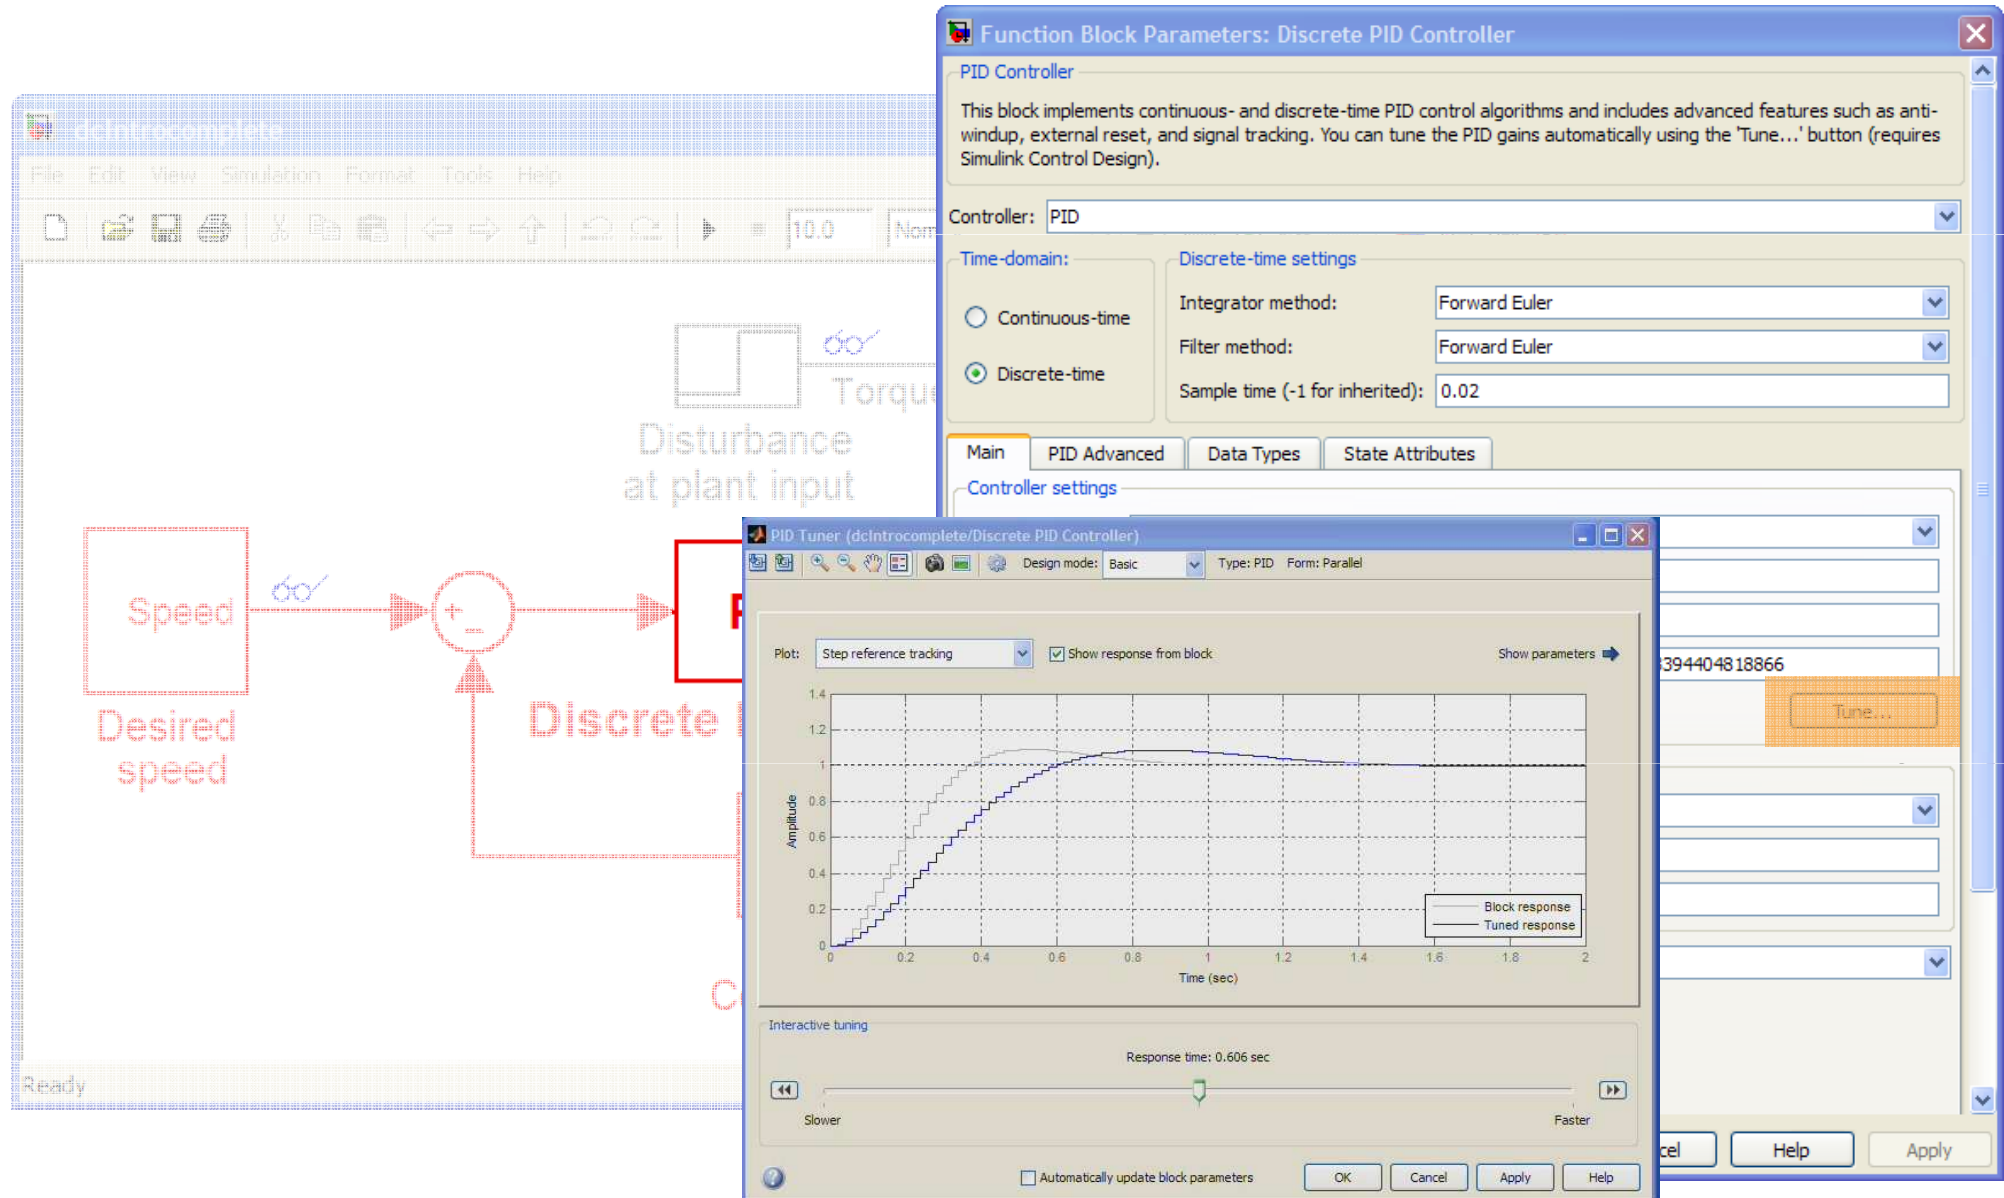 dcIntrocomplete
File Edit View Simulation Format Tools Help
10.0
Torque
Disturbance
at plant input
Speed
+
−
Desired
speed
Discrete
Ready
Function Block Parameters: Discrete PID Controller
PID Controller
This block implements continuous- and discrete-time PID control algorithms and includes advanced features such as anti-
windup, external reset, and signal tracking. You can tune the PID gains automatically using the 'Tune...' button (requires
Simulink Control Design).
Controller: PID
Time-domain:
Continuous-time
Discrete-time
Discrete-time settings
Integrator method: Forward Euler
Filter method: Forward Euler
Sample time (-1 for inherited): 0.02
Main PID Advanced Data Types State Attributes
Controller settings
3394404818866
Tune...
Help Apply
PID Tuner (dcIntrocomplete/Discrete PID Controller)
Design mode: Basic Type: PID Form: Parallel
Plot: Step reference tracking Show response from block Show parameters
1.4
1.2
1
0.8
0.6
0.4
0.2
0
Amplitude
Block response
Tuned response
0 0.2 0.4 0.6 0.8 1 1.2 1.4 1.6 1.8 2
Time (sec)
Interactive tuning
Response time: 0.606 sec
Slower Faster
Automatically update block parameters OK Cancel Apply Help